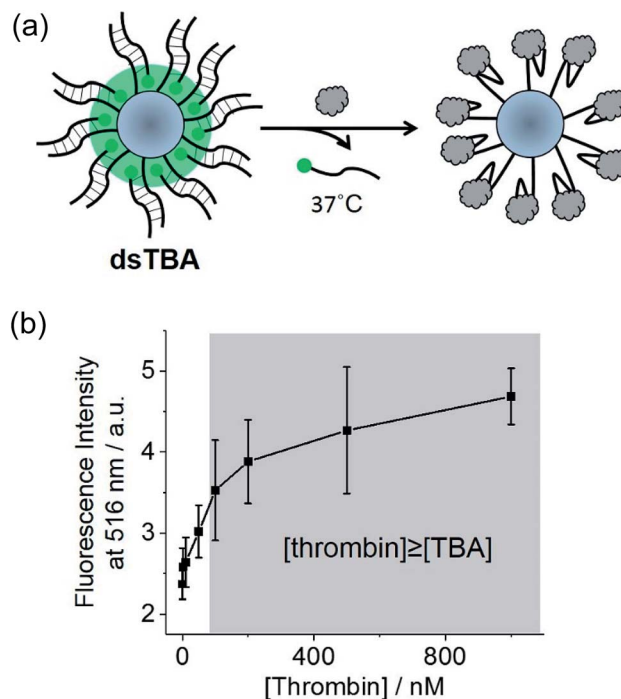 (a)
dsTBA
37°C
(b)
Fluorescence Intensity
at 516 nm / a.u.
5
4
3
2
[thrombin]≥[TBA]
0
400
800
[Thrombin] / nM